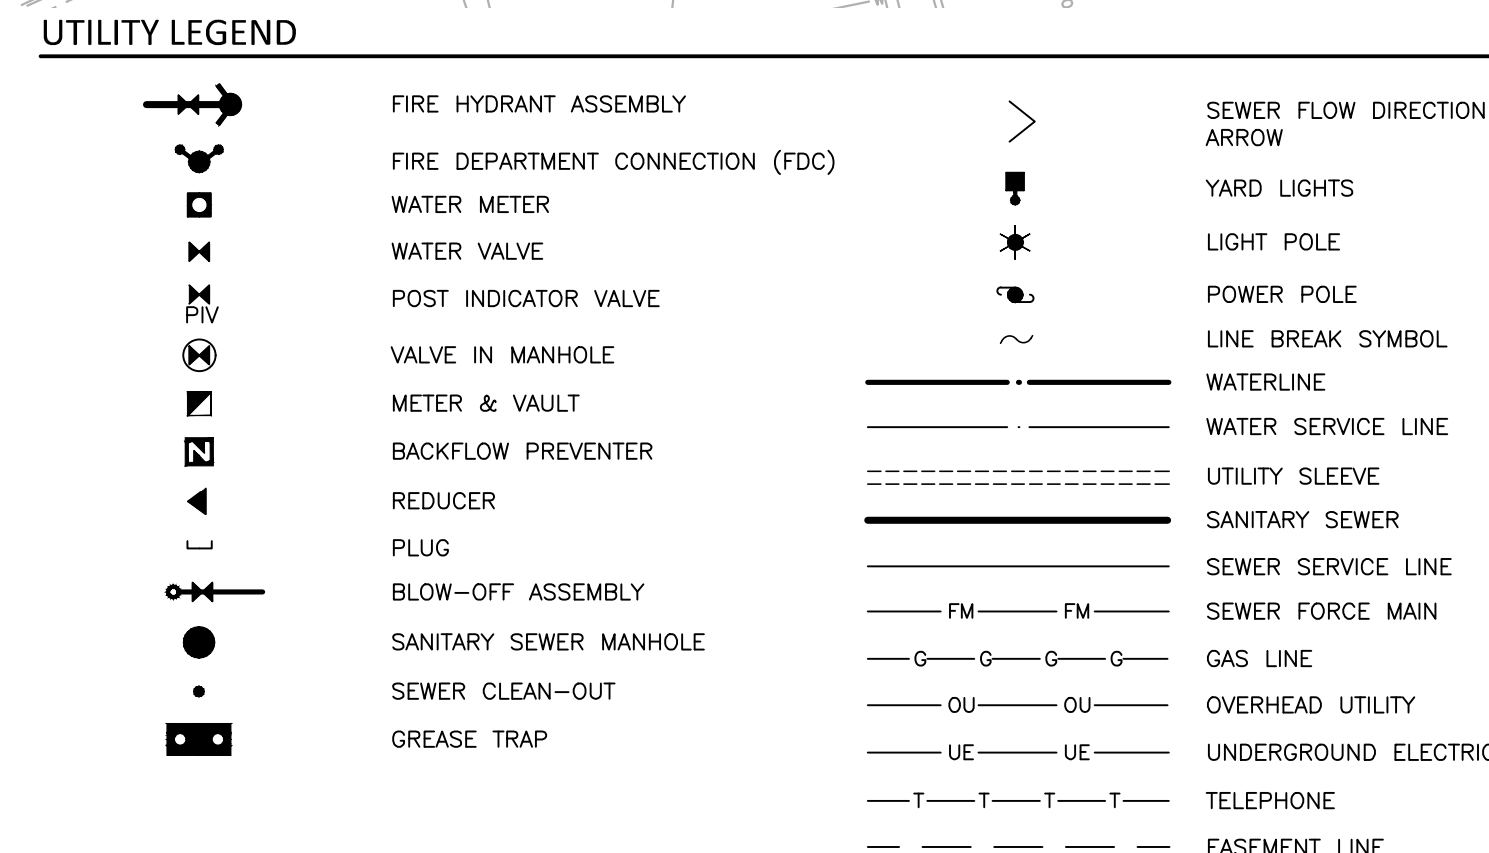 UTILITY LEGEND
FIRE HYDRANT ASSEMBLY
FIRE DEPARTMENT CONNECTION (FDC)
WATER METER
WATER VALVE
PIV
POST INDICATOR VALVE
VALVE IN MANHOLE
METER & VAULT
N
BACKFLOW PREVENTER
REDUCER
PLUG
BLOW-OFF ASSEMBLY
SANITARY SEWER MANHOLE
SEWER CLEAN-OUT
GREASE TRAP
SEWER FLOW DIRECTION
ARROW
YARD LIGHTS
LIGHT POLE
POWER POLE
LINE BREAK SYMBOL
WATERLINE
WATER SERVICE LINE
UTILITY SLEEVE
SANITARY SEWER
SEWER SERVICE LINE
FM FM SEWER FORCE MAIN
G G G G GAS LINE
OU OU OVERHEAD UTILITY
UE UE UNDERGROUND ELECTRIC
T T T T TELEPHONE
EASEMENT LINE